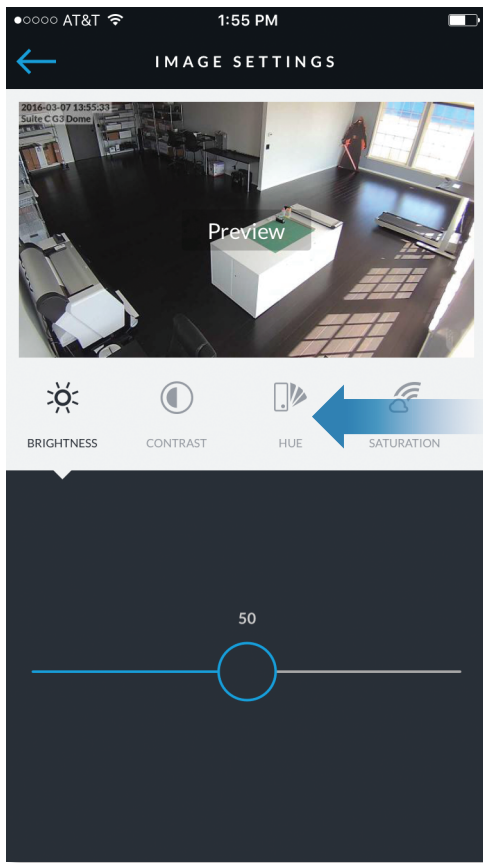 AT&T 1:55 PM
IMAGE SETTINGS
2016-03-07 13:55:33
Suite C G3 Dome
Preview
BRIGHTNESS CONTRAST HUE SATURATION
50